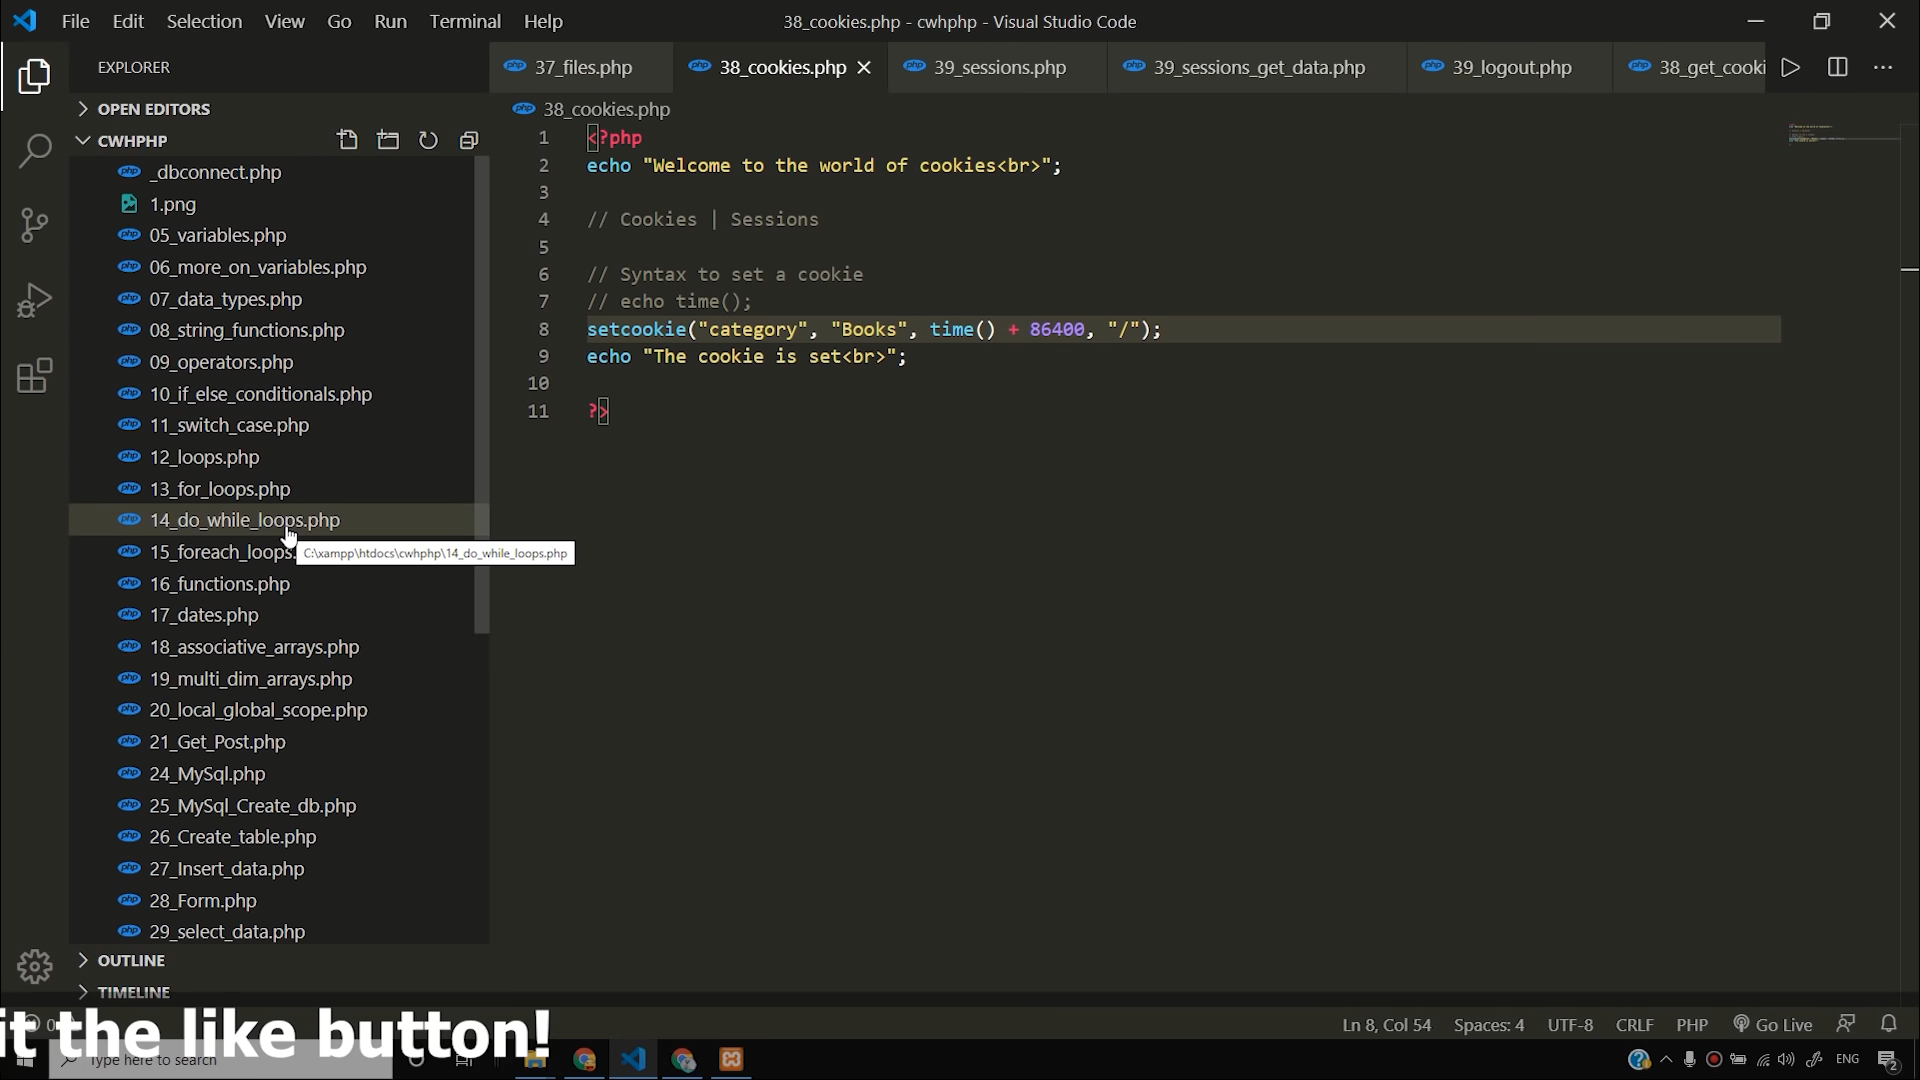 File Edit Selection View Go Run Terminal Help
38_cookies.php - cwhphp - Visual Studio Code
EXPLORER
OPEN EDITORS
CWHPHP
_dbconnect.php
1.png
05_variables.php
06_more_on_variables.php
07_data_types.php
08_string_functions.php
09_operators.php
10_if_else_conditionals.php
11_switch_case.php
12_loops.php
13_for_loops.php
14_do_while_loops.php
15_foreach_loops.
C:\xampp\htdocs\cwhphp\14_do_while_loops.php
16_functions.php
17_dates.php
18_associative_arrays.php
19_multi_dim_arrays.php
20_local_global_scope.php
21_Get_Post.php
24_MySql.php
25_MySql_Create_db.php
26_Create_table.php
27_Insert_data.php
28_Form.php
29_select_data.php
OUTLINE
TIMELINE
37_files.php 38_cookies.php 39_sessions.php 39_sessions_get_data.php 39_logout.php 38_get_cooki
38_cookies.php
1 <?php
2 echo "Welcome to the world of cookies<br>";
3
4 // Cookies | Sessions
5
6 // Syntax to set a cookie
7 // echo time();
8 setcookie("category", "Books", time() + 86400, "/");
9 echo "The cookie is set<br>";
10
11 ?>
0
Ln 8, Col 54 Spaces: 4 UTF-8 CRLF PHP Go Live
it the like button!
Type here to search
ENG
2